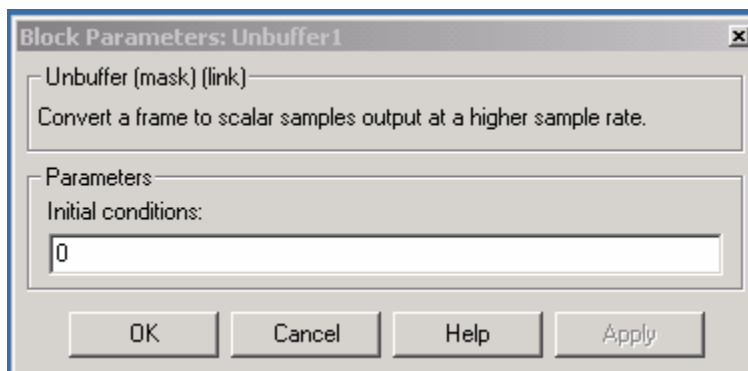 Block Parameters: Unbuffer1
Unbuffer (mask) (link)
Convert a frame to scalar samples output at a higher sample rate.
Parameters
Initial conditions:
0
OK
Cancel
Help
Apply